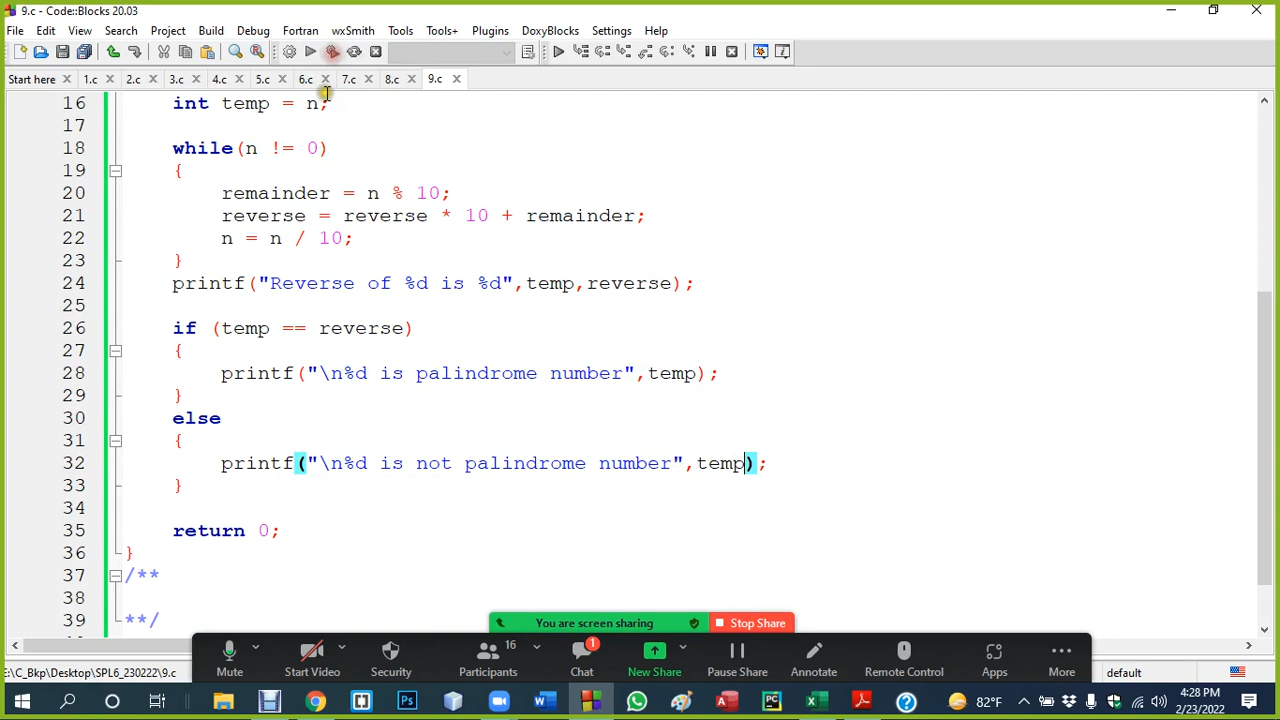 9.c - Code::Blocks 20.03
File Edit View Search Project Build Debug Fortran wxSmith Tools Tools+ Plugins DoxyBlocks Settings Help
Start here 1.c 2.c 3.c 4.c 5.c 6.c 7.c 8.c 9.c
16 int temp = n;
17
18 while(n != 0)
19 {
20 remainder = n % 10;
21 reverse = reverse * 10 + remainder;
22 n = n / 10;
23 }
24 printf("Reverse of %d is %d",temp,reverse);
25
26 if (temp == reverse)
27 {
28 printf("\n%d is palindrome number",temp);
29 }
30 else
31 {
32 printf("\n%d is not palindrome number",temp);
33 }
34
35 return 0;
36 }
37 /**
38
39 **/
You are screen sharing Stop Share
16 1
Mute Start Video Security Participants Chat New Share Pause Share Annotate Remote Control Apps More
E:\C_Bkp\Desktop\SPL6_230222\9.c default
82°F 4:28 PM
2/23/2022